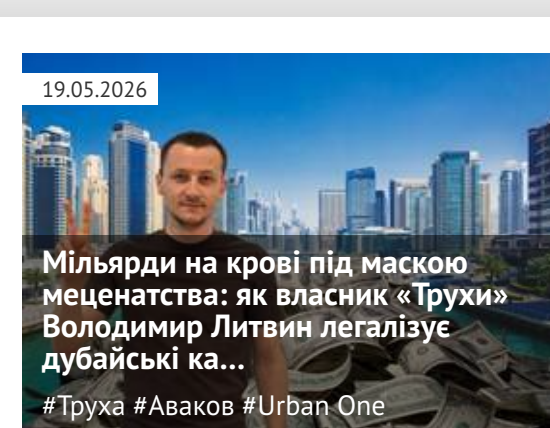 19.05.2026
Мільярди на крові під маскою
меценатства: як власник «Трухи»
Володимир Литвин легалізує
дубайські ка...
#Труха #Аваков #Urban One